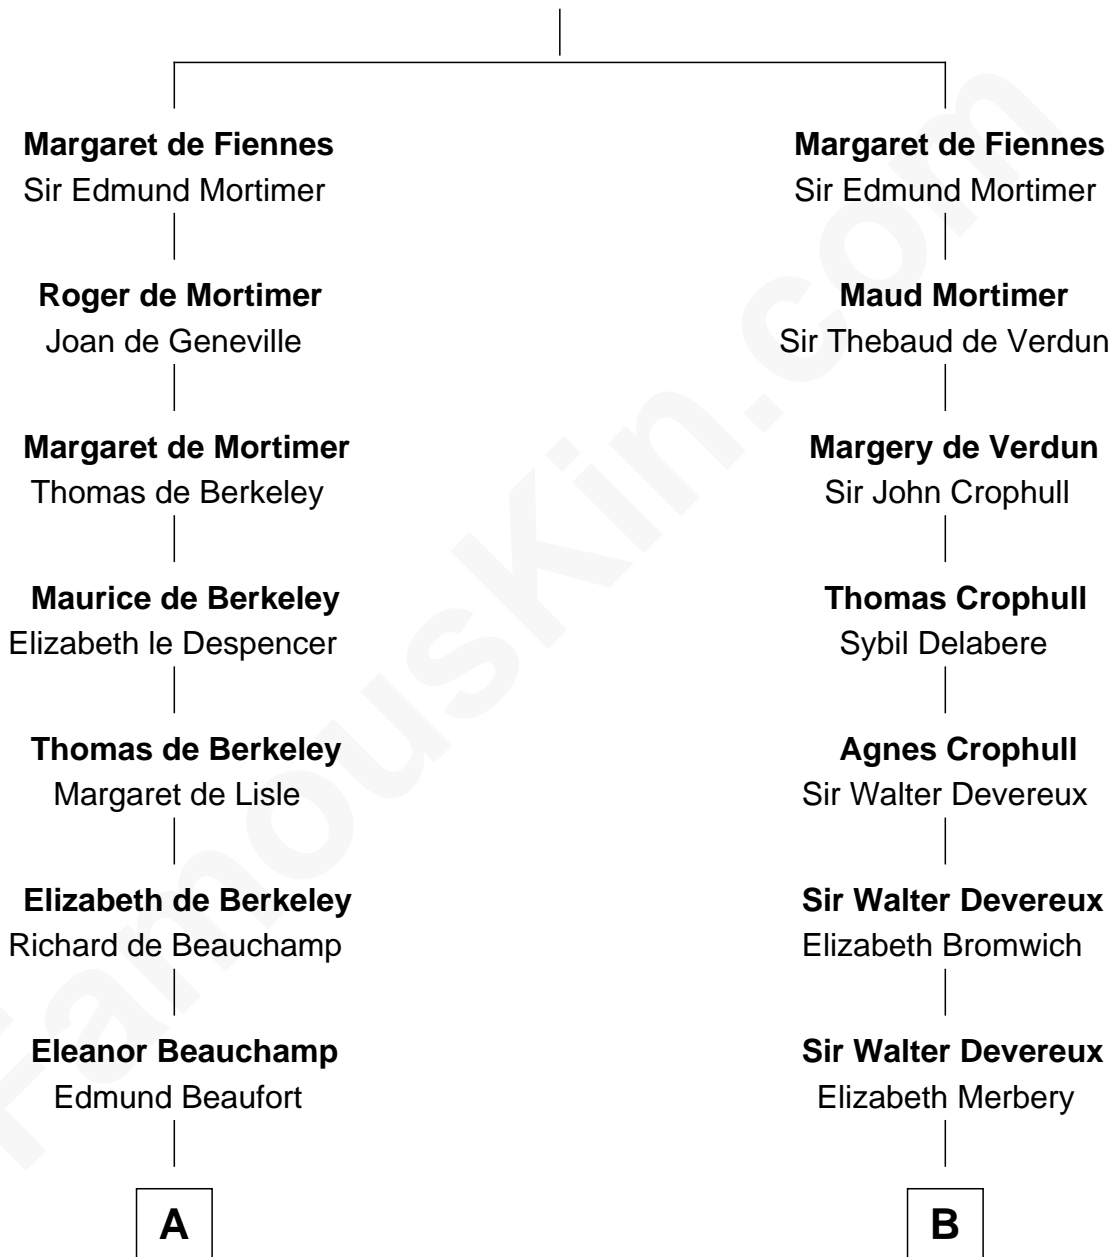 Margaret de Fiennes
Sir Edmund Mortimer
Roger de Mortimer
Joan de Geneville
Margaret de Mortimer
Thomas de Berkeley
Maurice de Berkeley
Elizabeth le Despencer
Thomas de Berkeley
Margaret de Lisle
Elizabeth de Berkeley
Richard de Beauchamp
Eleanor Beauchamp
Edmund Beaufort
A
Margaret de Fiennes
Sir Edmund Mortimer
Maud Mortimer
Sir Thebaud de Verdun
Margery de Verdun
Sir John Crophull
Thomas Crophull
Sybil Delabere
Agnes Crophull
Sir Walter Devereux
Sir Walter Devereux
Elizabeth Bromwich
Sir Walter Devereux
Elizabeth Merbery
B
FamousKin.com